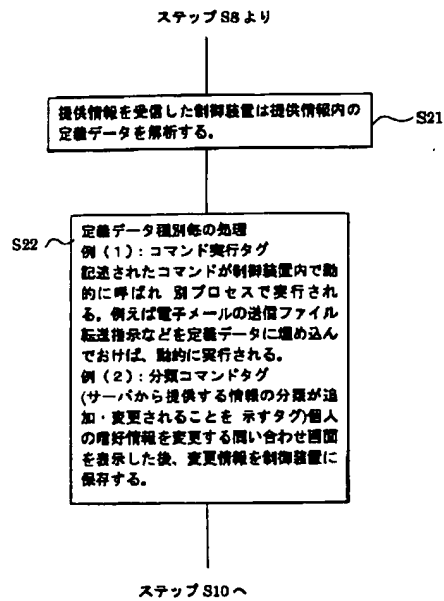 ステップS8より
提供情報を受信した制御装置は提供情報内の
定義データを解析する。
S21
S22
定義データ種別毎の処理
例(1):コマンド実行タグ
記述されたコマンドが制御装置内で動
的に呼ばれ 別プロセスで実行され
る。例えば電子メールの送信ファイル
転送指示などを定義データに埋め込ん
でおけば、動的に実行される。
例(2):分類コマンドタグ
(サーバから提供する情報の分類が追
加・変更されることを 示すタグ)個人
の嗜好情報を変更する問い合わせ画面
を表示した後、変更情報を制御装置に
保存する。
ステップS10へ